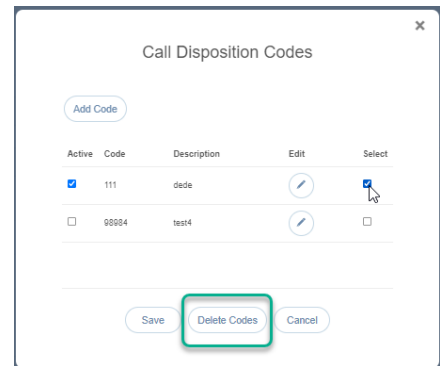 Call Disposition Codes
Add Code
Active Code Description Edit Select
111 dede
98984 test4
Save Delete Codes Cancel